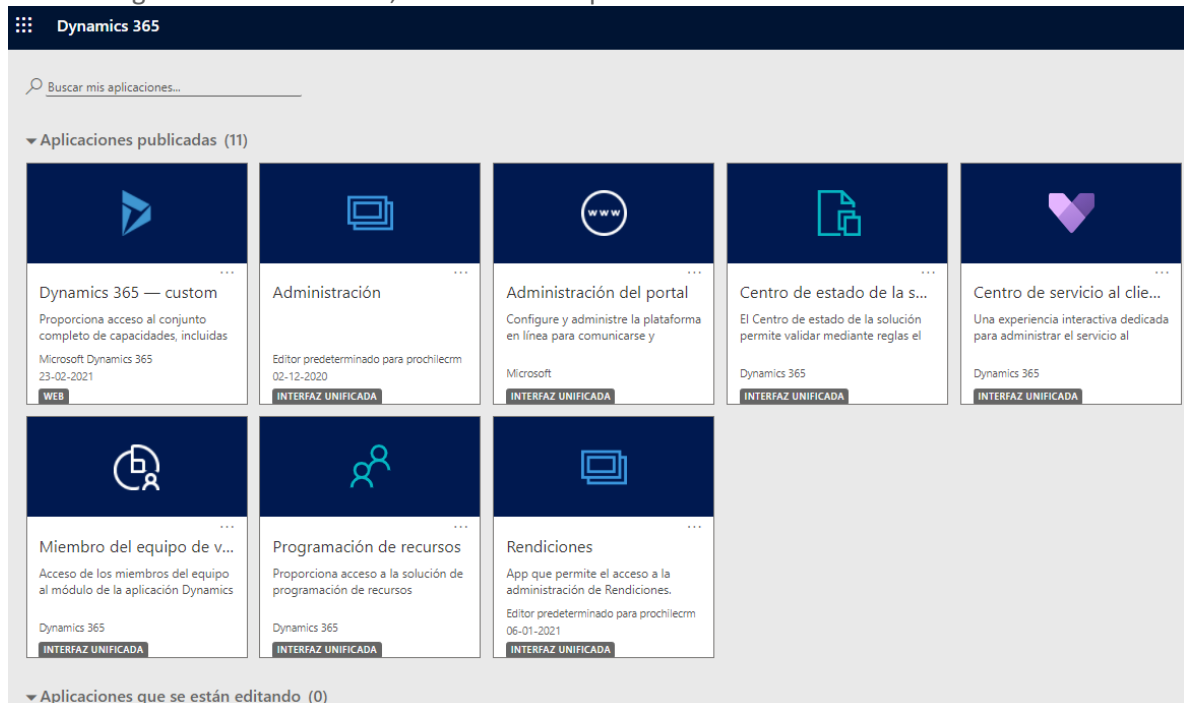 Dynamics 365
Buscar mis aplicaciones...
Aplicaciones publicadas (11)
www
...
Dynamics 365 — custom
Proporciona acceso al conjunto
completo de capacidades, incluidas
Microsoft Dynamics 365
23-02-2021
WEB
...
Administración
Editor predeterminado para prochilecrm
02-12-2020
INTERFAZ UNIFICADA
...
Administración del portal
Configure y administre la plataforma
en línea para comunicarse y
Microsoft
INTERFAZ UNIFICADA
...
Centro de estado de la s...
El Centro de estado de la solución
permite validar mediante reglas el
Dynamics 365
INTERFAZ UNIFICADA
...
Centro de servicio al clie...
Una experiencia interactiva dedicada
para administrar el servicio al
Dynamics 365
INTERFAZ UNIFICADA
...
Miembro del equipo de v...
Acceso de los miembros del equipo
al módulo de la aplicación Dynamics
Dynamics 365
INTERFAZ UNIFICADA
...
Programación de recursos
Proporciona acceso a la solución de
programación de recursos
Dynamics 365
INTERFAZ UNIFICADA
...
Rendiciones
App que permite el acceso a la
administración de Rendiciones.
Editor predeterminado para prochilecrm
06-01-2021
INTERFAZ UNIFICADA
Aplicaciones que se están editando (0)